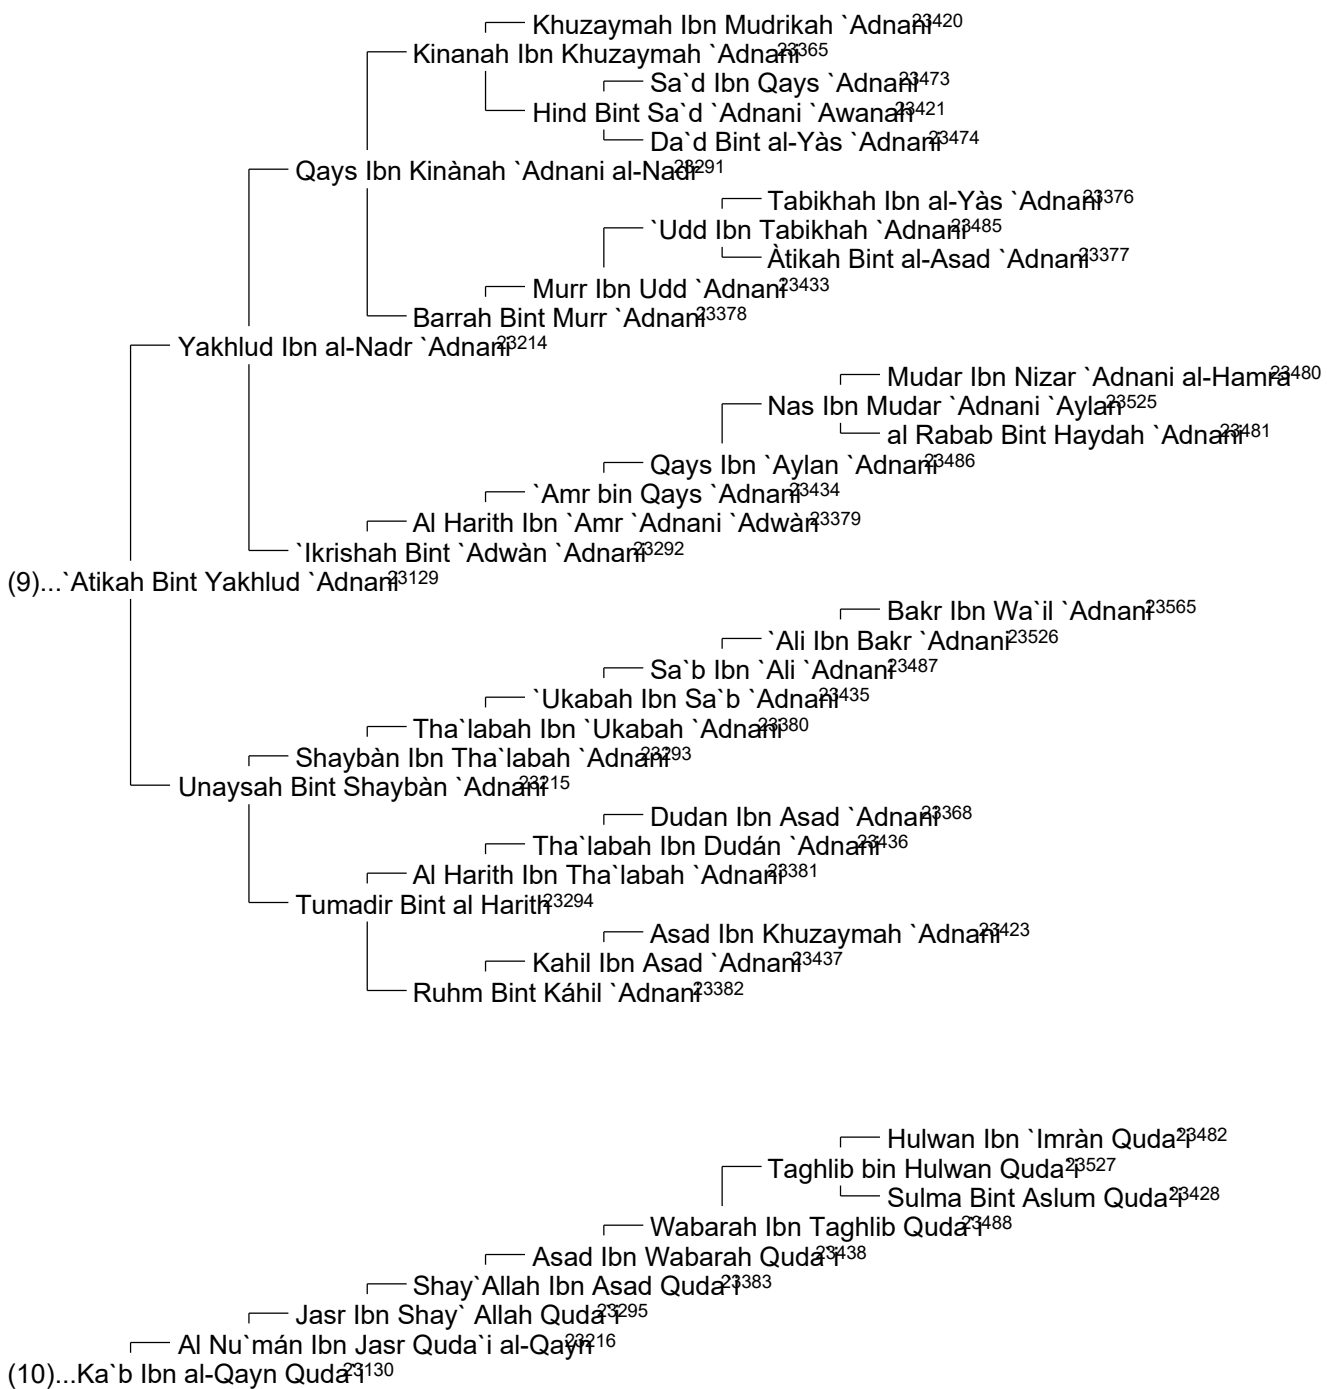 Khuzaymah Ibn Mudrikah `Adnani23420
Kinanah Ibn Khuzaymah `Adnani23365
Sa`d Ibn Qays `Adnani23473
Hind Bint Sa`d `Adnani `Awanah23421
Da`d Bint al-Yàs `Adnani23474
Qays Ibn Kinànah `Adnani al-Nadr23291
Tabikhah Ibn al-Yàs `Adnani23376
`Udd Ibn Tabikhah `Adnani23485
Àtikah Bint al-Asad `Adnani23377
Murr Ibn Udd `Adnani23433
Barrah Bint Murr `Adnani23378
Yakhlud Ibn al-Nadr `Adnani23214
Mudar Ibn Nizar `Adnani al-Hamra23480
Nas Ibn Mudar `Adnani `Aylan23525
al Rabab Bint Haydah `Adnani23481
Qays Ibn `Aylan `Adnani23486
`Amr bin Qays `Adnani23434
Al Harith Ibn `Amr `Adnani `Adwàn23379
`Ikrishah Bint `Adwàn `Adnani23292
(9)...`Atikah Bint Yakhlud `Adnani23129
Bakr Ibn Wa`il `Adnani23565
`Ali Ibn Bakr `Adnani23526
Sa`b Ibn `Ali `Adnani23487
`Ukabah Ibn Sa`b `Adnani23435
Tha`labah Ibn `Ukabah `Adnani23380
Shaybàn Ibn Tha`labah `Adnani23293
Unaysah Bint Shaybàn `Adnani23215
Dudan Ibn Asad `Adnani23368
Tha`labah Ibn Dudán `Adnani23436
Al Harith Ibn Tha`labah `Adnani23381
Tumadir Bint al Harith23294
Asad Ibn Khuzaymah `Adnani23423
Kahil Ibn Asad `Adnani23437
Ruhm Bint Káhil `Adnani23382
Hulwan Ibn `Imràn Quda`i23482
Taghlib bin Hulwan Quda`i23527
Sulma Bint Aslum Quda`i23428
Wabarah Ibn Taghlib Quda`i23488
Asad Ibn Wabarah Quda`i23438
Shay`Allah Ibn Asad Quda`i23383
Jasr Ibn Shay` Allah Quda`i23295
Al Nu`mán Ibn Jasr Quda`i al-Qayn23216
(10)...Ka`b Ibn al-Qayn Quda`i23130